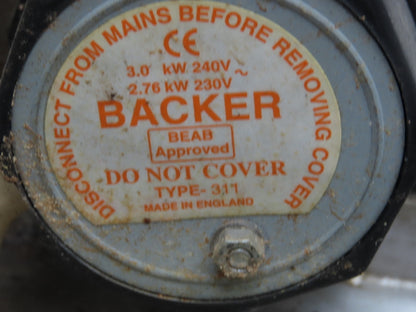 DISCONNECT FROM MAINS BEFORE REMOVING COVER
CE
3.0 kW 240V ~
2.76 kW 230V
BACKER
BEAB
Approved
DO NOT COVER
TYPE- 311
MADE IN ENGLAND